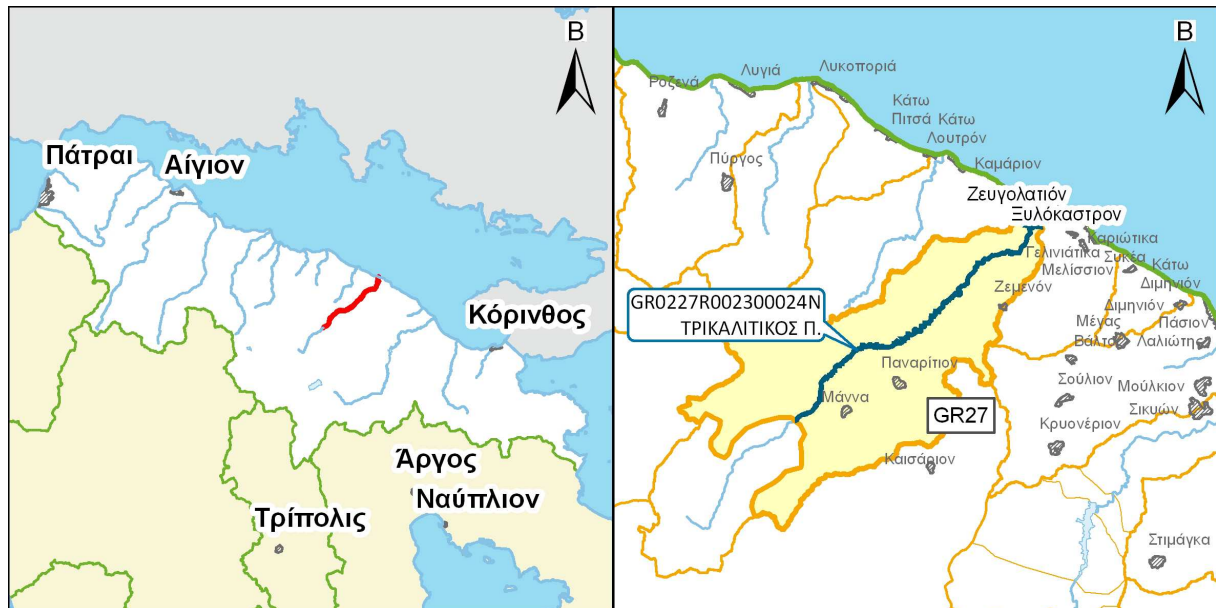 Β
Πάτραι
Αίγιον
Κόρινθος
Άργος
Ναύπλιον
Τρίπολις
Β
Ροζενά
Λυγιά
Λυκοποριά
Κάτω
Πιτσά
Κάτω
Λουτρόν
Καμάριον
Πύργος
Ζευγολατιόν
Ξυλόκαστρον
Καριώτικα
Γελινιάτικα
Συκέα
Κάτω
Μελίσσιον
Διμηνιόν
Ζεμενόν
Διμηνιόν
Μέγας
Πάσιον
Βάλτος
Λαλιώτης
GR0227R002300024N
ΤΡΙΚΑΛΙΤΙΚΟΣ Π.
Παναρίτιον
Μάννα
Σούλιον
Μούλκιον
GR27
Σικυών
Κρυονέριον
Καισάριον
Στιμάγκα